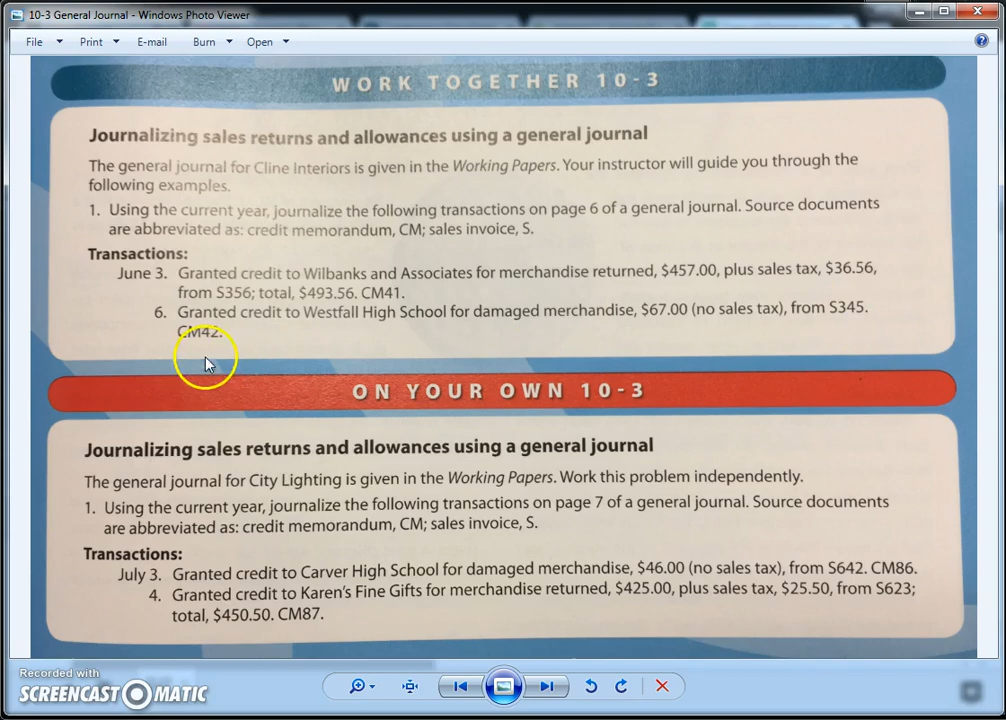 10-3 General Journal - Windows Photo Viewer
File Print E-mail Burn Open
WORK TOGETHER 10-3
Journalizing sales returns and allowances using a general journal
The general journal for Cline Interiors is given in the Working Papers. Your instructor will guide you through the
following examples.
1. Using the current year, journalize the following transactions on page 6 of a general journal. Source documents
are abbreviated as: credit memorandum, CM; sales invoice, S.
Transactions:
June 3. Granted credit to Wilbanks and Associates for merchandise returned, $457.00, plus sales tax, $36.56,
from S356; total, $493.56. CM41.
6. Granted credit to Westfall High School for damaged merchandise, $67.00 (no sales tax), from S345.
CM42.
ON YOUR OWN 10-3
Journalizing sales returns and allowances using a general journal
The general journal for City Lighting is given in the Working Papers. Work this problem independently.
1. Using the current year, journalize the following transactions on page 7 of a general journal. Source documents
are abbreviated as: credit memorandum, CM; sales invoice, S.
Transactions:
July 3. Granted credit to Carver High School for damaged merchandise, $46.00 (no sales tax), from S642. CM86.
4. Granted credit to Karen's Fine Gifts for merchandise returned, $425.00, plus sales tax, $25.50, from S623;
total, $450.50. CM87.
Recorded with
SCREENCAST MATIC